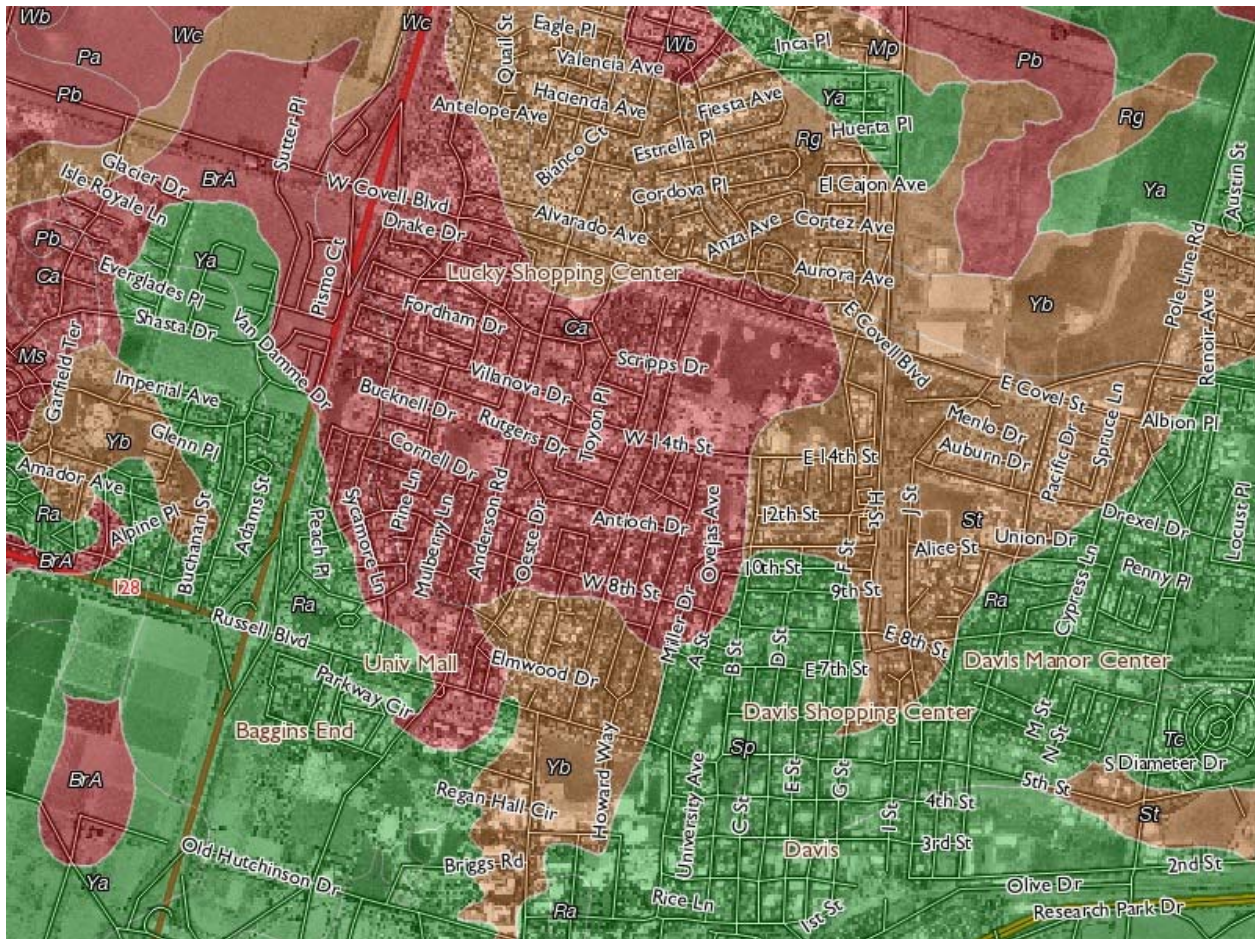 Wb
Wc
Wc
Quail St
Eagle Pl
Wb
Inca Pl
Mp
Pb
Pa
Valencia Ave
Pb
Antelope Ave
Hacienda Ave
Fiesta Ave
Ya
Rg
Sutter Pl
Bianco Ct
Estrella Pl
Rg
Huerta Pl
Glacier Dr
BrA
W Covell Blvd
Cordova Pl
El Cajon Ave
Ya
Austin St
Isle Royale Ln
Drake Dr
Alvarado Ave
Anza Ave
Cortez Ave
Pb
Ya
Pismo Ct
Lucky Shopping Center
Aurora Ave
Pole Line Rd
Ca
Everglades Pl
Yb
Renoir Ave
Shasta Dr
Van Damme Dr
Fordham Dr
Ca
E Covell Blvd
Ms
Garfield Ter
Scripps Dr
Imperial Ave
Villanova Dr
E Covel St
Bucknell Dr
Rutgers Dr
Troyon Pl
Menlo Dr
Spruce Ln
Albion Pl
Yb
Glenn Pl
Cornell Dr
W 14th St
E 14th St
Auburn Dr
Pacific Dr
Amador Ave
Adams St
Pine Ln
Anderson Rd
H St
J St
Locust Pl
Ra
Alpine Pl
Buchanan St
Peach Pl
Sycamore Ln
Mulberry Ln
Oeste Dr
Antioch Dr
Ovejas Ave
12th St
St
Drexel Dr
BrA
Union Dr
Alice St
128
10th St
F St
Penny Pl
W 8th St
9th St
Ra
Ra
Cypress Ln
Russell Blvd
Miller Dr
A St
B St
D St
E 8th St
Univ Mall
Elmwood Dr
E 7th St
Davis Manor Center
Parkway Cir
Baggins End
Davis Shopping Center
M St
N St
Tc
Sp
Howard Way
University Ave
BrA
Yb
C St
E St
G St
I St
5th St
S Diameter Dr
Regan Hall Cir
4th St
St
Old Hutchinson Dr
Davis
3rd St
Briggs Rd
2nd St
Ya
Rice Ln
Olive Dr
Ra
1st St
Research Park Dr